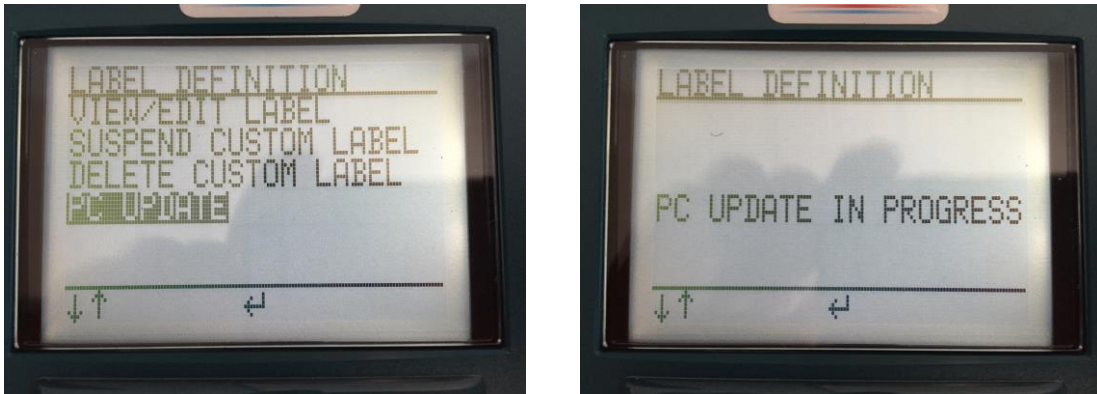 LABEL DEFINITION
VIEW/EDIT LABEL
SUSPEND CUSTOM LABEL
DELETE CUSTOM LABEL
PC UPDATE
↓↑ ↵
LABEL DEFINITION
PC UPDATE IN PROGRESS
↓↑ ↵